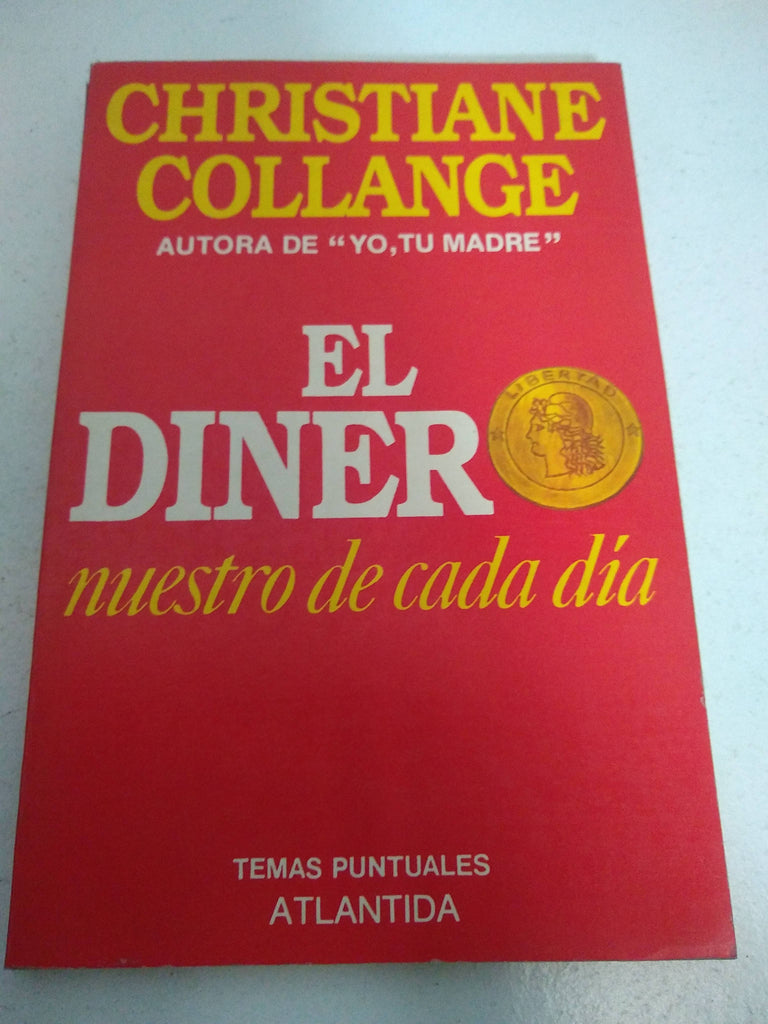 CHRISTIANE
COLLANGE
AUTORA DE “YO, TU MADRE”
EL
DINER
LIBERTAD
nuestro de cada día
TEMAS PUNTUALES
ATLANTIDA